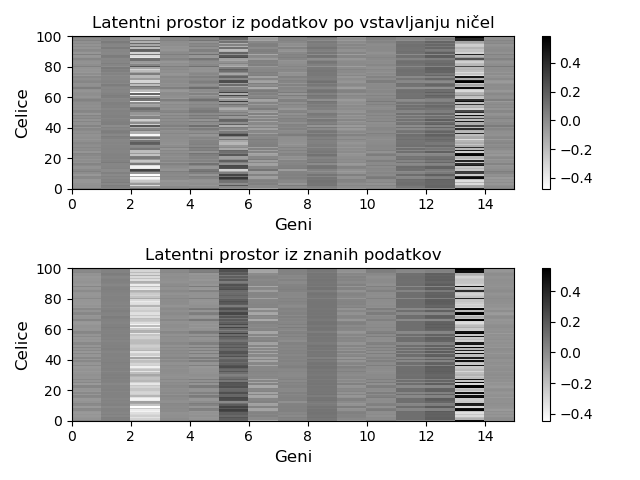 Latentni prostor iz podatkov po vstavljanju ničel
100
80
60
40
20
0
Celice
0 2 4 6 8 10 12 14
Geni
0.4
0.2
0.0
−0.2
−0.4
Latentni prostor iz znanih podatkov
100
80
60
40
20
0
Celice
0 2 4 6 8 10 12 14
Geni
0.4
0.2
0.0
−0.2
−0.4